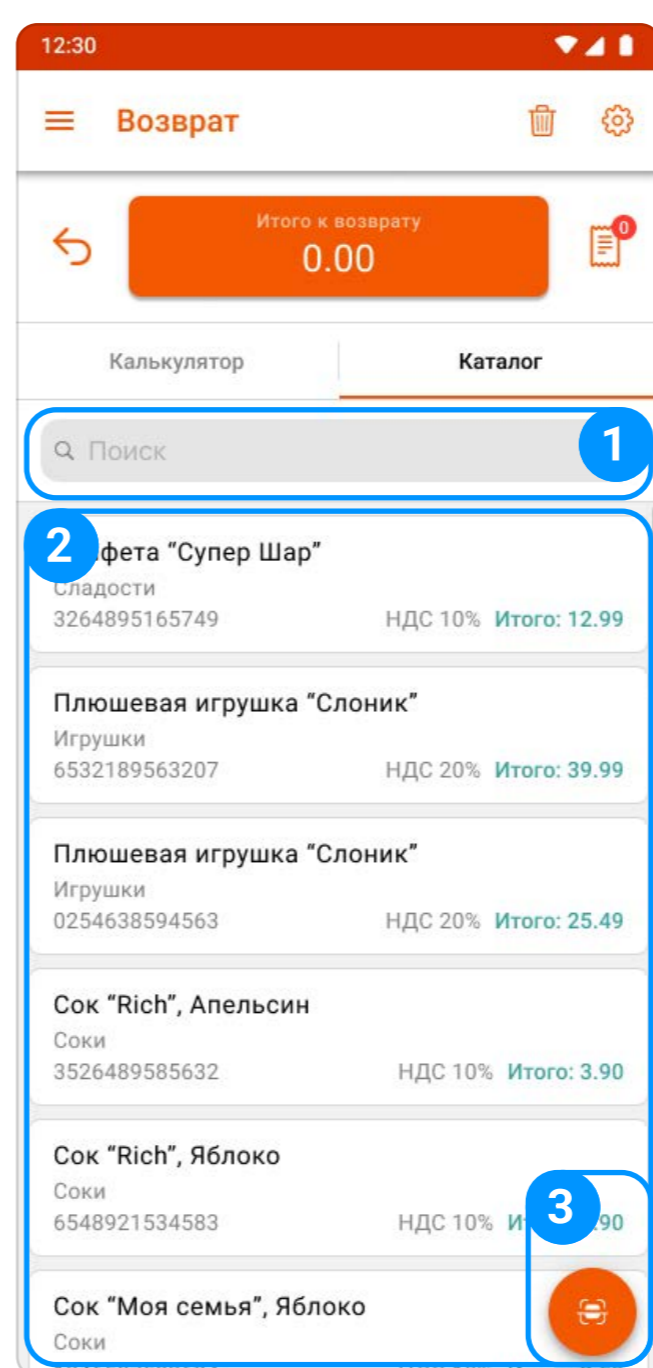 12:30
Возврат
Итого к возврату
0.00
0
Калькулятор
Каталог
Поиск
1
2
"Супер Шар"
Сладости
3264895165749 НДС 10% Итого: 12.99
Плюшевая игрушка “Слоник”
Игрушки
6532189563207 НДС 20% Итого: 39.99
Плюшевая игрушка “Слоник”
Игрушки
0254638594563 НДС 20% Итого: 25.49
Сок “Rich”, Апельсин
Соки
3526489585632 НДС 10% Итого: 3.90
Сок “Rich”, Яблоко
Соки
6548921534583 НДС 10%
3
Сок “Моя семья”, Яблоко
Соки